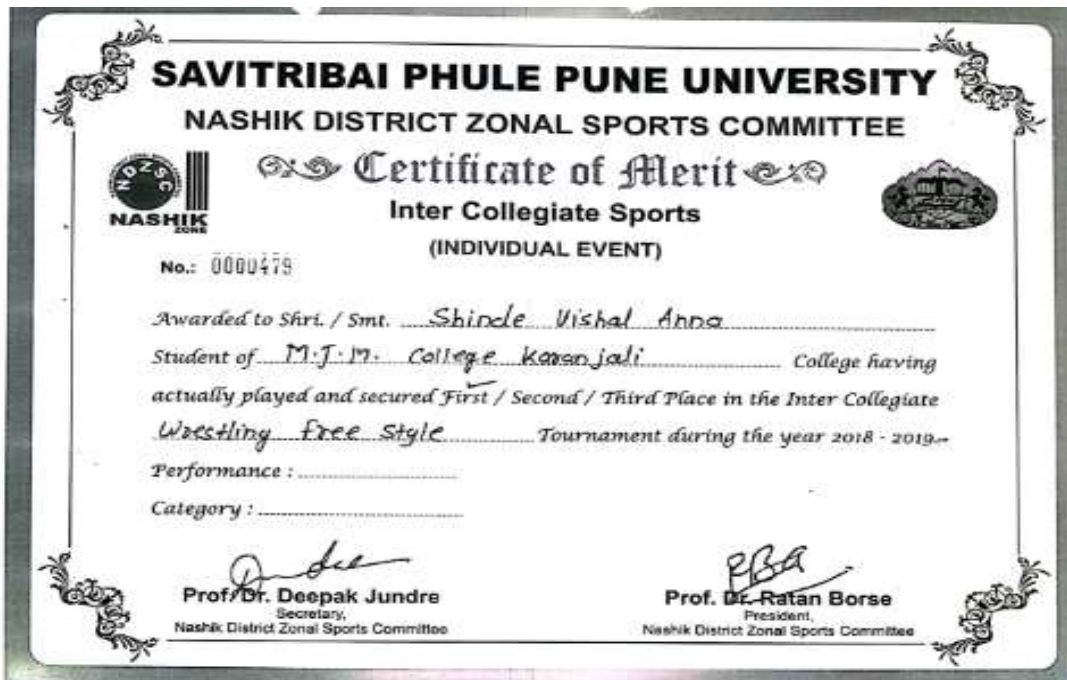 SAVITRIBAI PHULE PUNE UNIVERSITY
NASHIK DISTRICT ZONAL SPORTS COMMITTEE
Certificate of Merit
NDZSC
NASHIK
ZONE
Inter Collegiate Sports
(INDIVIDUAL EVENT)
No.: 0000479
Awarded to Shri. / Smt. Shinde Vishal Anna
Student of M.J.M. College Karanjali College having
actually played and secured First / Second / Third Place in the Inter Collegiate
Wrestling free Style Tournament during the year 2018 - 2019.
Performance :
Category :
Prof. Dr. Deepak Jundre
Secretary,
Nashik District Zonal Sports Committee
Prof. Dr. Ratan Borse
President,
Nashik District Zonal Sports Committee